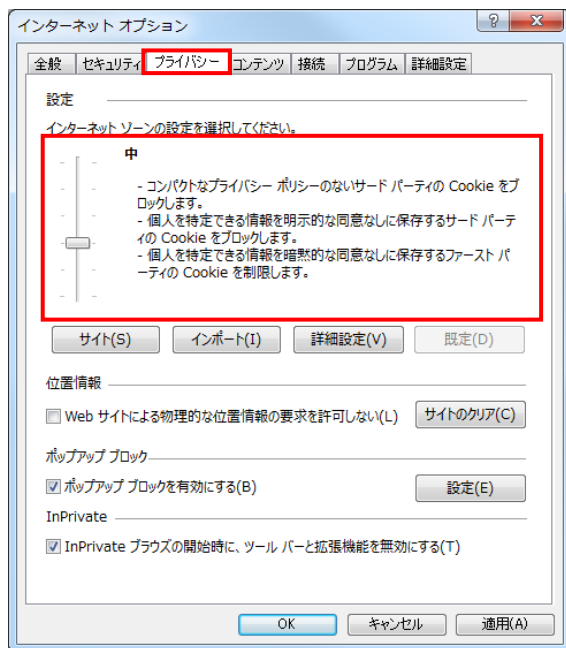 インターネット オプション
全般 セキュリティ プライバシー コンテンツ 接続 プログラム 詳細設定
設定
インターネット ゾーンの設定を選択してください。
中
- コンパクトなプライバシー ポリシーのないサード パーティの Cookie をブ
ロックします。
- 個人を特定できる情報を明示的な同意なしに保存するサード パーテ
ィの Cookie をブロックします。
- 個人を特定できる情報を暗黙的な同意なしに保存するファースト パ
ーティの Cookie を制限します。
サイト(S) インポート(I) 詳細設定(V) 既定(D)
位置情報
Web サイトによる物理的な位置情報の要求を許可しない(L) サイトのクリア(C)
ポップアップ ブロック
ポップアップ ブロックを有効にする(B) 設定(E)
InPrivate
InPrivate ブラウズの開始時に、ツール バーと拡張機能を無効にする(T)
OK キャンセル 適用(A)